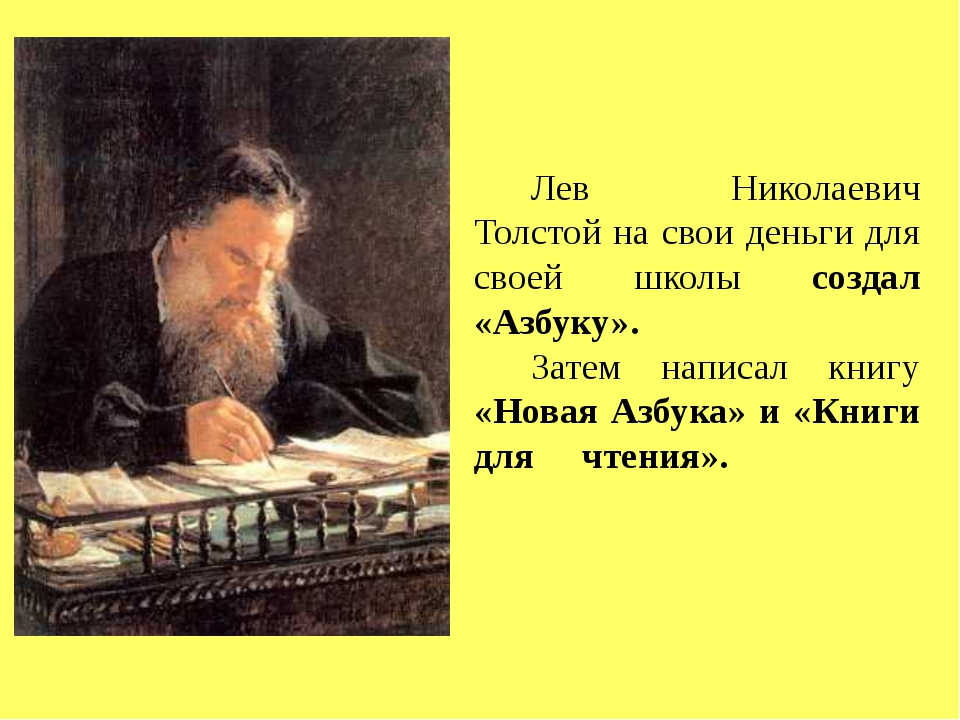 Лев Николаевич
Толстой на свои деньги для
своей школы создал
«Азбуку».
Затем написал книгу
«Новая Азбука» и «Книги
для чтения».